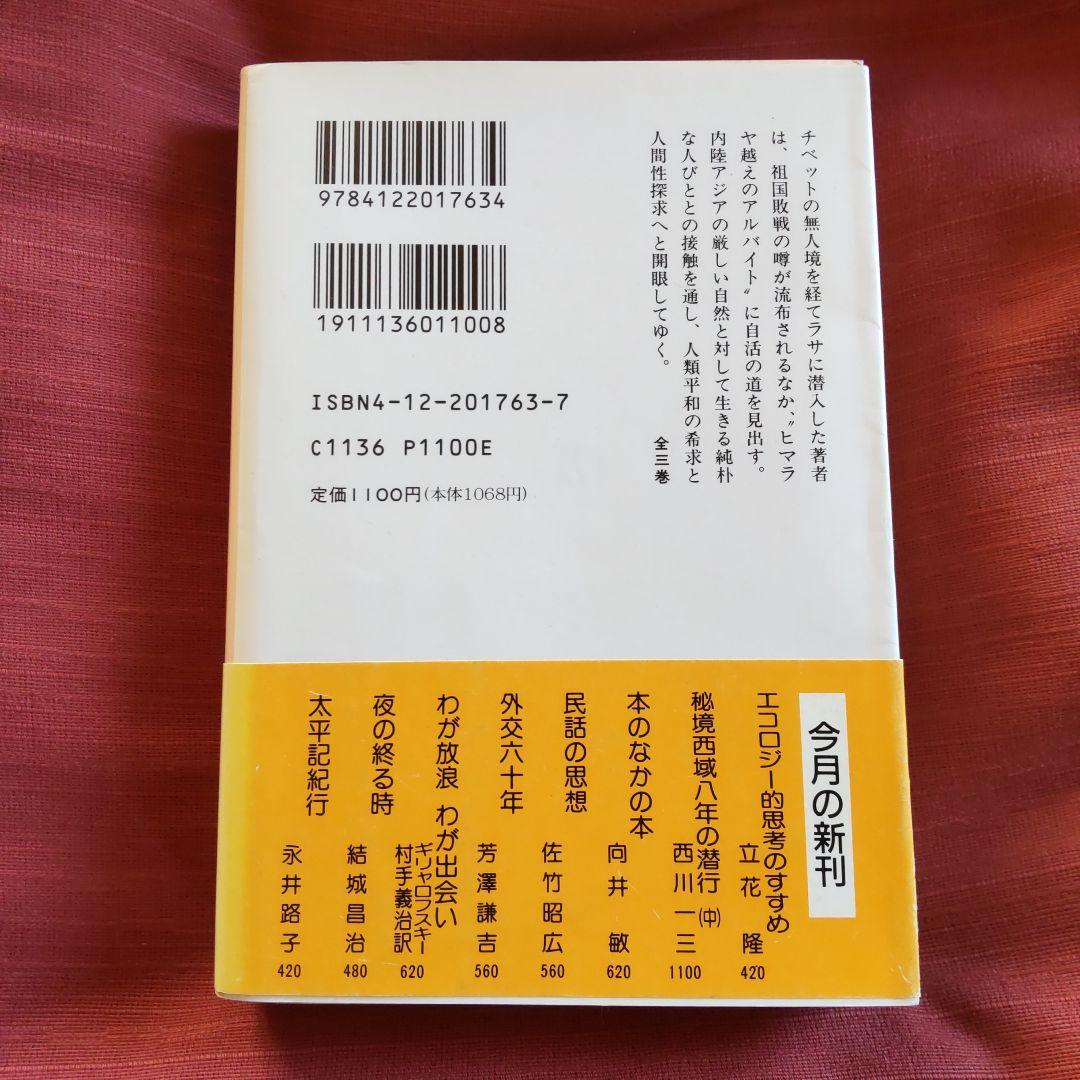 チベットの無人境を経てラサに潜入した著者
は、祖国敗戦の噂が流布されるなか、〝ヒマラ
ヤ越えのアルバイト〟に自活の道を見出す。
内陸アジアの厳しい自然と対して生きる純朴
な人びととの接触を通し、人類平和の希求と
人間性探求へと開眼してゆく。
全三巻
9784122017634
1911136011008
ISBN4-12-201763-7
C1136 P1100E
定価1100円(本体1068円)
今月の新刊
エコロジー的思考のすすめ 立花 隆 420
秘境西域八年の潜行(中) 西川一三 1100
本のなかの本 向井 敏 620
民話の思想 佐竹昭広 560
外交六十年 芳澤謙吉 560
わが放浪 わが出会い ギリャロフスキー 村手義治訳 620
夜の終る時 結城昌治 480
太平記紀行 永井路子 420